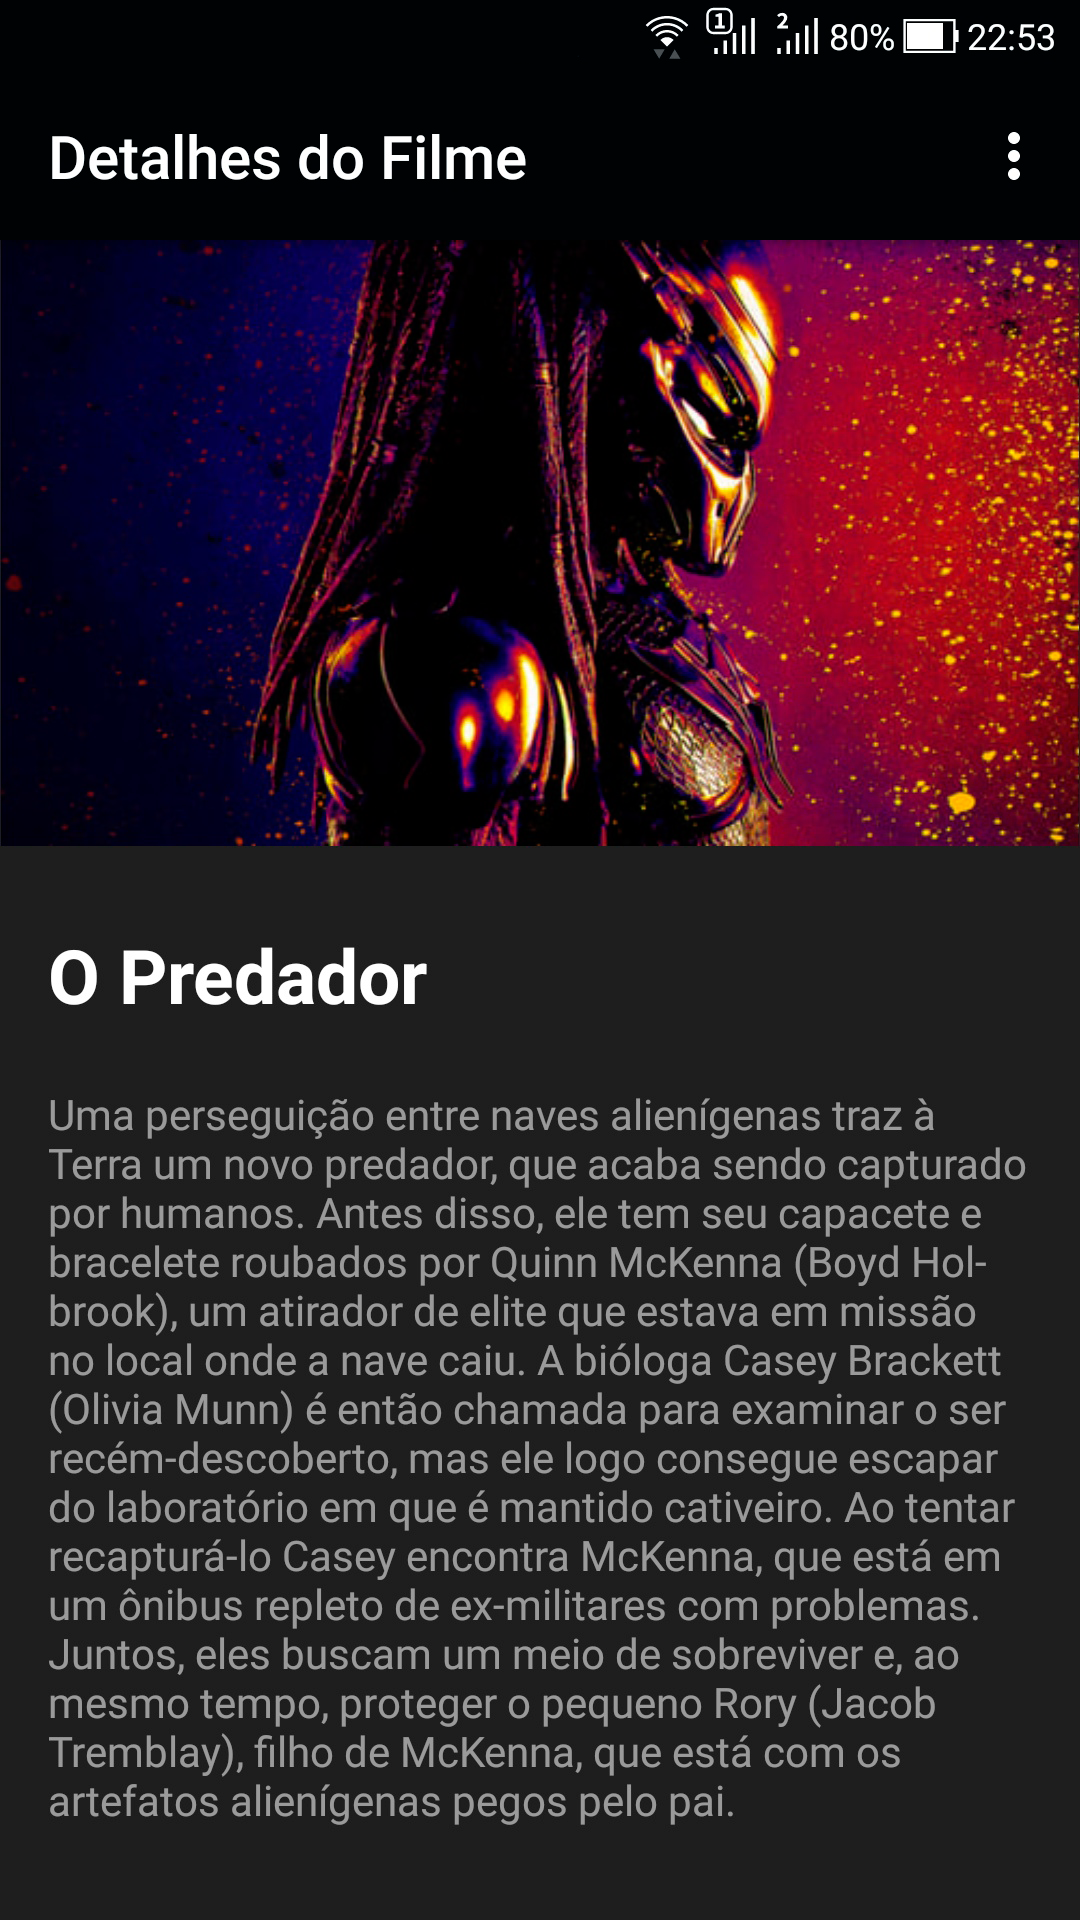 1 2 80% 22:53
Detalhes do Filme
O Predador
Uma perseguição entre naves alienígenas traz à
Terra um novo predador, que acaba sendo capturado
por humanos. Antes disso, ele tem seu capacete e
bracelete roubados por Quinn McKenna (Boyd Hol-
brook), um atirador de elite que estava em missão
no local onde a nave caiu. A bióloga Casey Brackett
(Olivia Munn) é então chamada para examinar o ser
recém-descoberto, mas ele logo consegue escapar
do laboratório em que é mantido cativeiro. Ao tentar
recapturá-lo Casey encontra McKenna, que está em
um ônibus repleto de ex-militares com problemas.
Juntos, eles buscam um meio de sobreviver e, ao
mesmo tempo, proteger o pequeno Rory (Jacob
Tremblay), filho de McKenna, que está com os
artefatos alienígenas pegos pelo pai.